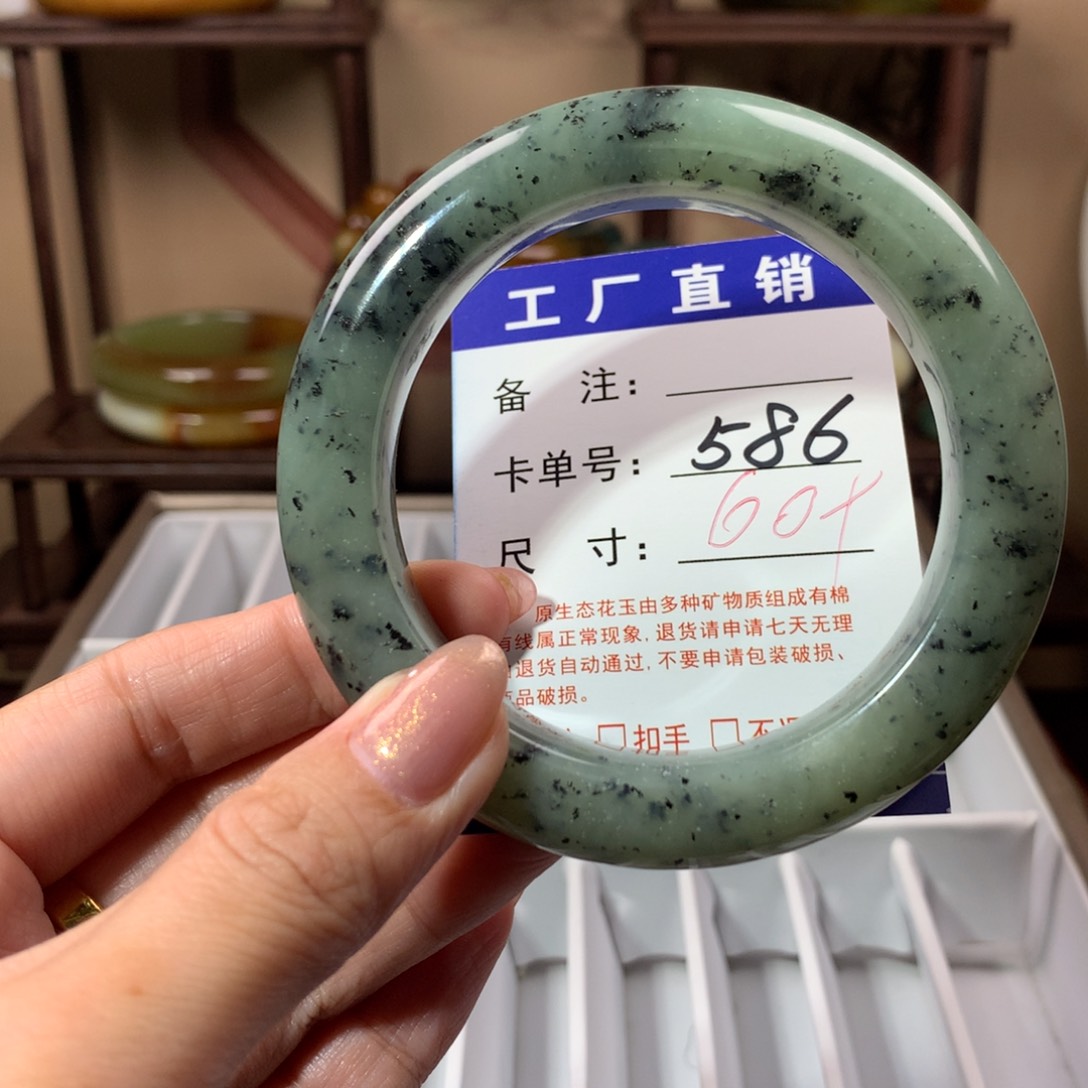 工厂直销
备 注：
卡单号：586
尺 寸：60+
原生态花玉由多种矿物质组成有棉
有线属正常现象，退货请申请七天无理
退货自动通过，不要申请包装破损、
品破损。
扣手 不